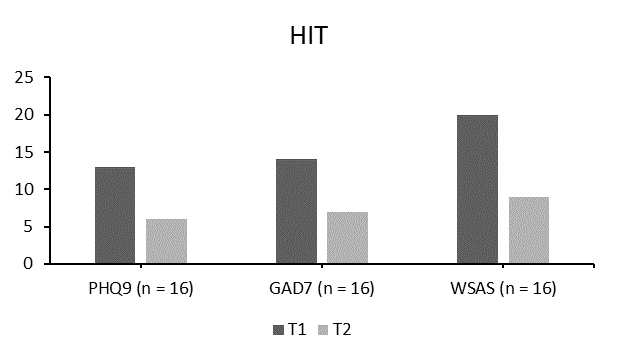 HIT
25
20
15
10
5
0
PHQ9 (n = 16) GAD7 (n = 16) WSAS (n = 16)
T1 T2